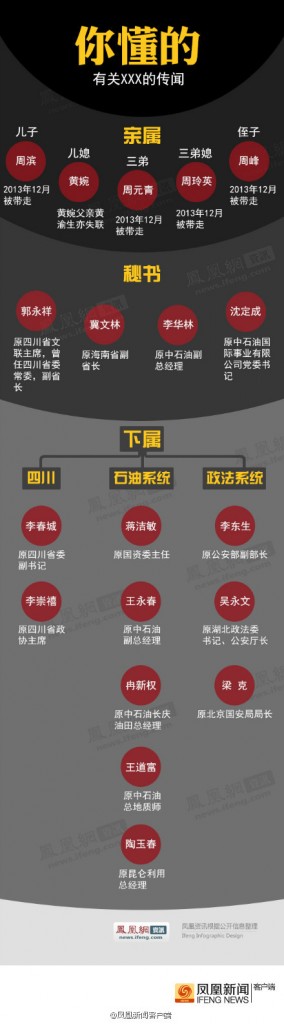 你懂的
有关XXX的传闻
亲属
儿子
周滨
2013年12月
被带走
儿媳
黄婉
黄婉父亲黄
渝生亦失联
三弟
周元青
2013年12月
被带走
三弟媳
周玲英
2013年12月
被带走
侄子
周峰
2013年12月
被带走
秘书
郭永祥
原四川省文
联主席，曾
任四川省委
常委，副省
长
冀文林
原海南省副
省长
李华林
原中石油副
总经理
沈定成
原中石油国
际事业有限
公司党委书
记
下属
四川
李春城
原四川省委
副书记
李崇禧
原四川省政
协主席
石油系统
蒋洁敏
原国资委主任
王永春
原中石油
副总经理
冉新权
原中石油长庆
油田总经理
王道富
原中石油
总地质师
陶玉春
原昆仑利用
总经理
政法系统
李东生
原公安部副部长
吴永文
原湖北政法委
书记、公安厅长
梁 克
原北京国安局局长
鳳凰網 资讯
news.ifeng.com
凤凰资讯根据公开信息整理
Ifeng Infographic Design
凤凰新闻 客户端
IFENG NEWS
@凤凰新闻客户端